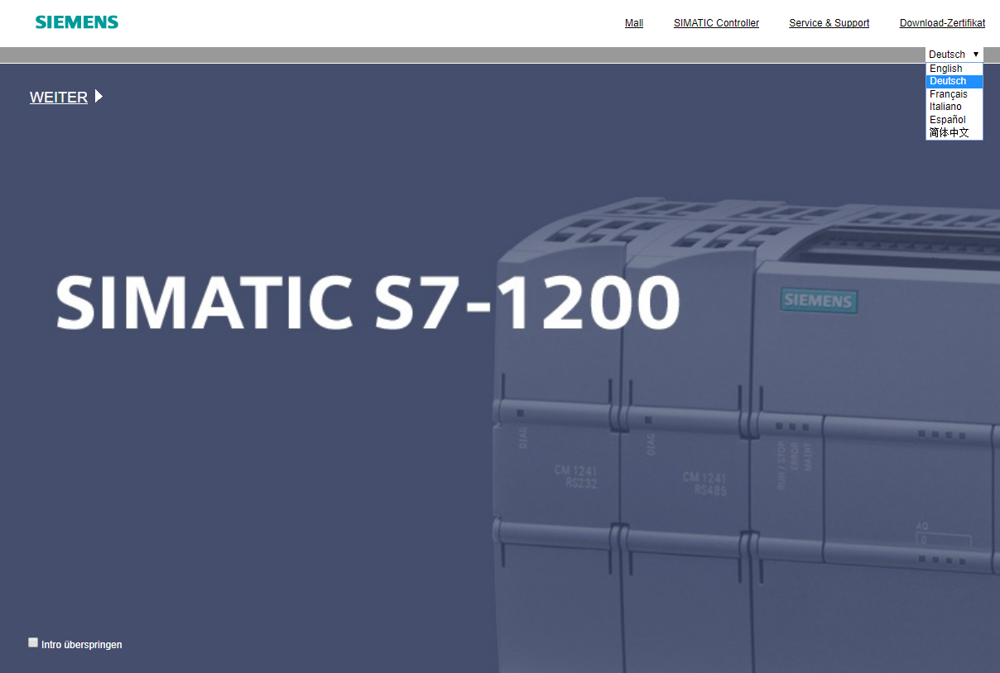 SIEMENS
Mall SIMATIC Controller Service & Support Download-Zertifikat
Deutsch ▼
English
Deutsch
Français
Italiano
Español
简体中文
WEITER
SIMATIC S7-1200
SIEMENS
DIAG
DIAG
RUN / STOP
ERROR
MAINT
CM 1241
RS232
CM 1241
RS485
AQ
0
Intro überspringen